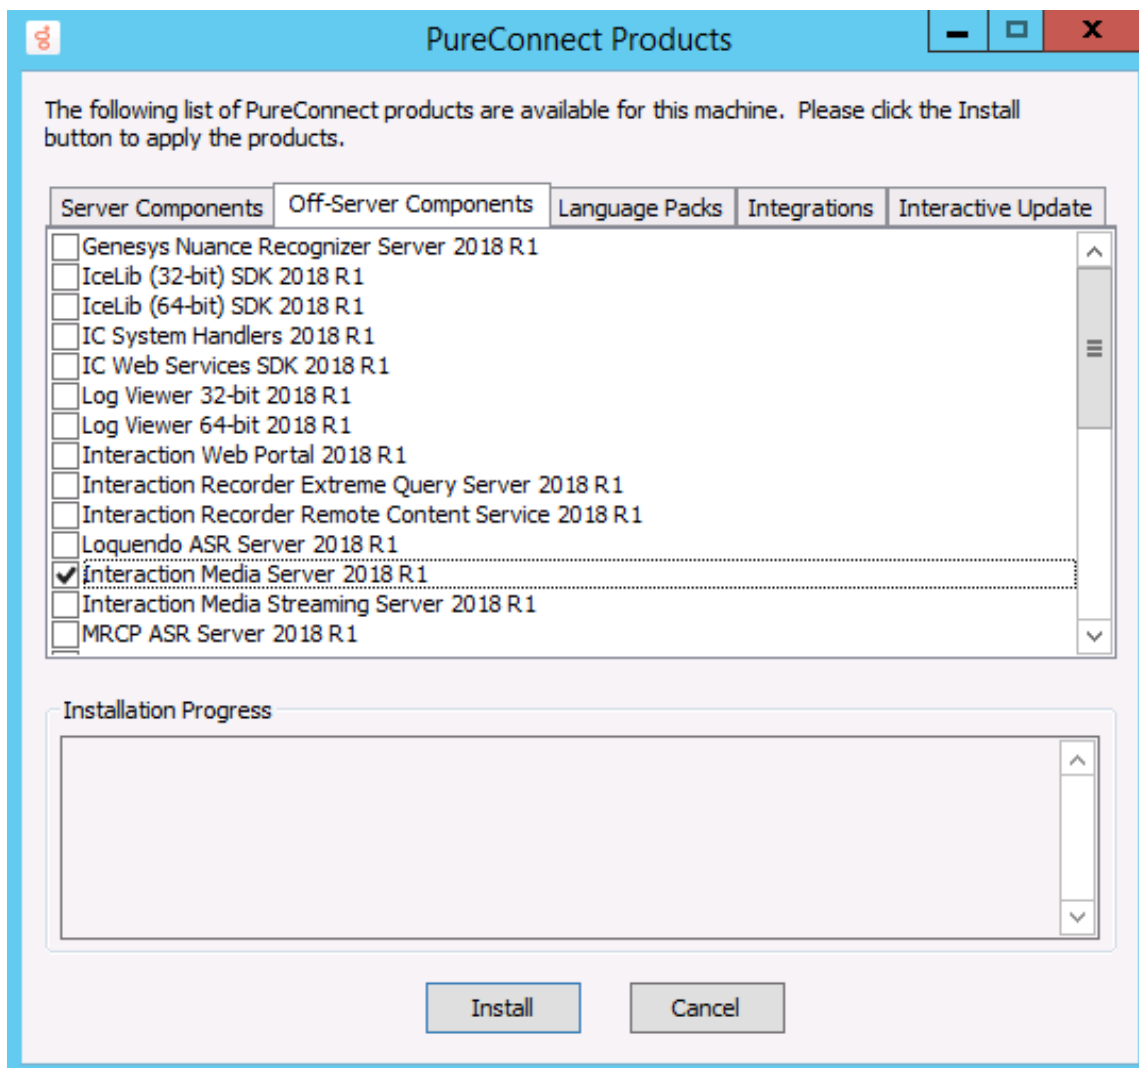 PureConnect Products
The following list of PureConnect products are available for this machine. Please click the Install
button to apply the products.
Server Components Off-Server Components Language Packs Integrations Interactive Update
Genesys Nuance Recognizer Server 2018 R1
IceLib (32-bit) SDK 2018 R1
IceLib (64-bit) SDK 2018 R1
IC System Handlers 2018 R1
IC Web Services SDK 2018 R1
Log Viewer 32-bit 2018 R1
Log Viewer 64-bit 2018 R1
Interaction Web Portal 2018 R1
Interaction Recorder Extreme Query Server 2018 R1
Interaction Recorder Remote Content Service 2018 R1
Loquendo ASR Server 2018 R1
Interaction Media Server 2018 R1
Interaction Media Streaming Server 2018 R1
MRCP ASR Server 2018 R1
Installation Progress
Install Cancel